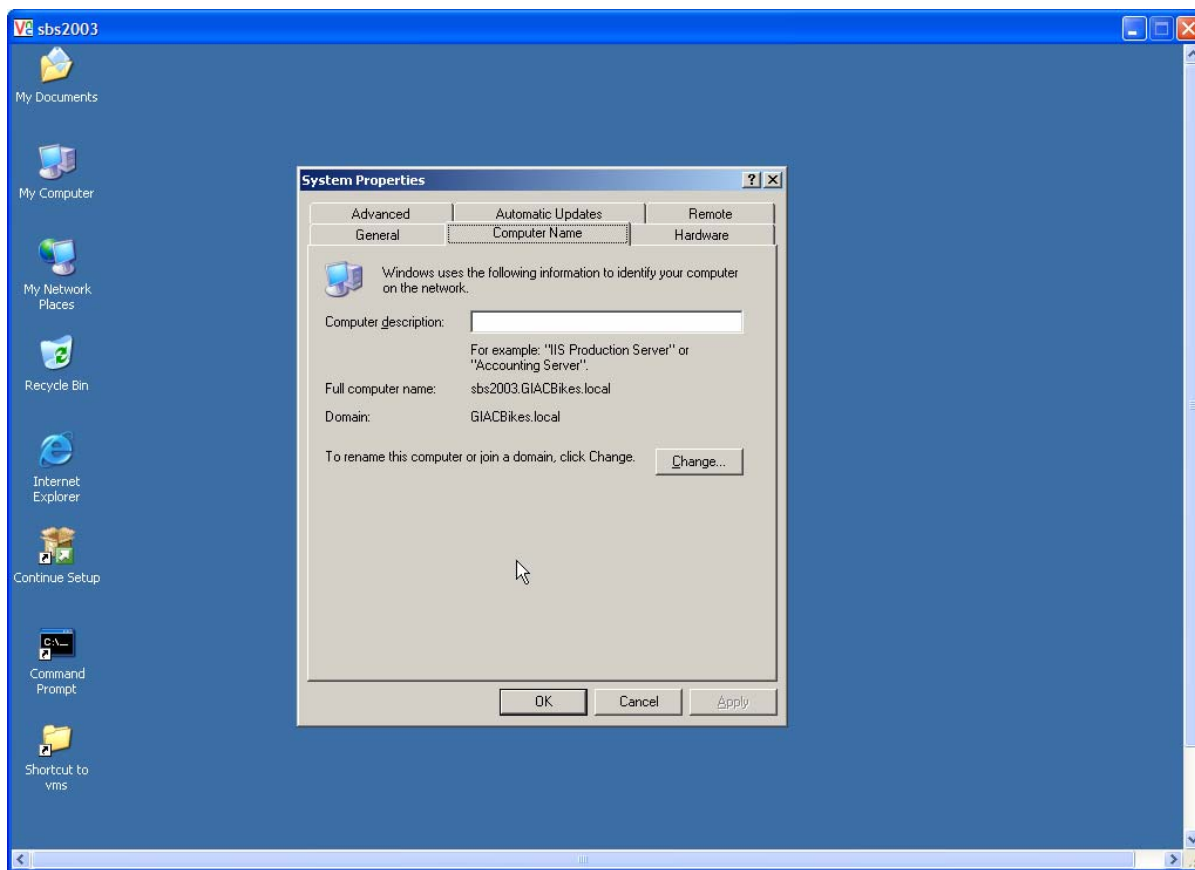 sbs2003
My Documents
My Computer
My Network
Places
Recycle Bin
Internet
Explorer
Continue Setup
C:\_
Command
Prompt
Shortcut to
vms
System Properties
Advanced
Automatic Updates
Remote
General
Computer Name
Hardware
Windows uses the following information to identify your computer
on the network.
Computer description:
For example: "IIS Production Server" or
"Accounting Server".
Full computer name: sbs2003.GIACBikes.local
Domain: GIACBikes.local
To rename this computer or join a domain, click Change.
Change...
OK
Cancel
Apply